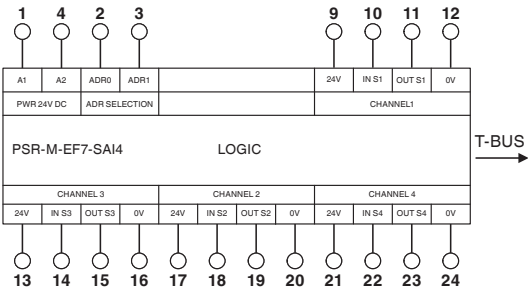 1 4 2 3 9 10 11 12
A1 A2 ADR0 ADR1 24V IN S1 OUT S1 0V
PWR 24V DC ADR SELECTION CHANNEL1
PSR-M-EF7-SAI4 LOGIC T-BUS
CHANNEL 3 CHANNEL 2 CHANNEL 4
24V IN S3 OUT S3 0V 24V IN S2 OUT S2 0V 24V IN S4 OUT S4 0V
13 14 15 16 17 18 19 20 21 22 23 24